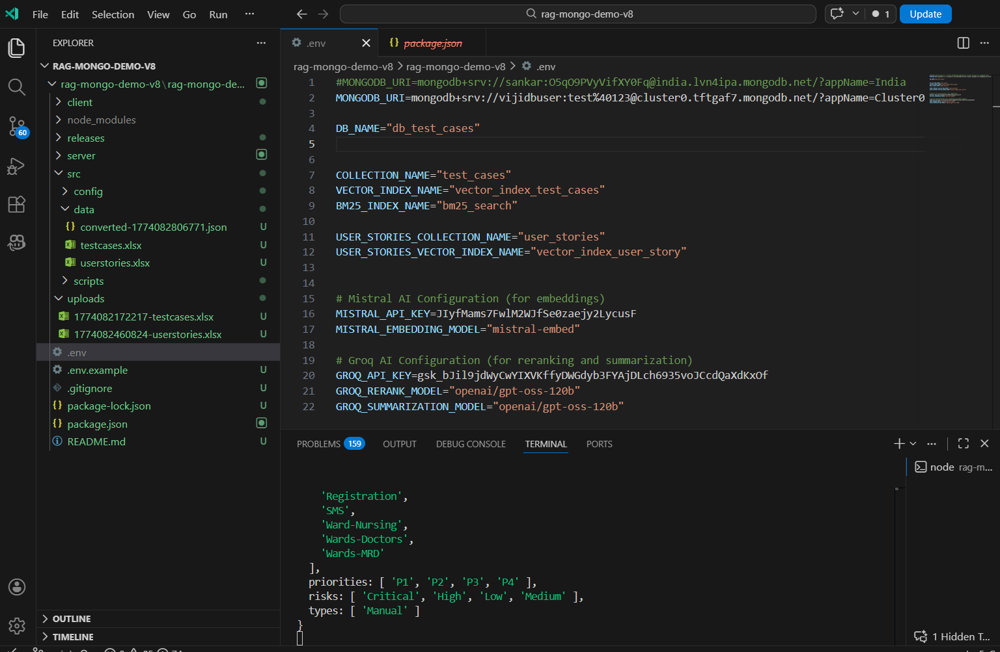 File Edit Selection View Go Run ···
rag-mongo-demo-v8
1
Update
EXPLORER
RAG-MONGO-DEMO-V8
rag-mongo-demo-v8\rag-mongo-de...
client
node_modules
releases
server
src
config
data
converted-1774082806771.json U
testcases.xlsx U
userstories.xlsx U
scripts
uploads
1774082172217-testcases.xlsx U
1774082460824-userstories.xlsx U
.env
.env.example U
.gitignore U
package-lock.json U
package.json
README.md U
OUTLINE
TIMELINE
60
.env
package.json
rag-mongo-demo-v8 > rag-mongo-demo-v8 > .env
1 #MONGODB_URI=mongodb+srv://sankar:O5qO9PVyVifXY0Fq@india.lvn4ipa.mongodb.net/?appName=India
2 MONGODB_URI=mongodb+srv://vijidbuser:test%40123@cluster0.tftgaf7.mongodb.net/?appName=Cluster0
3
4 DB_NAME="db_test_cases"
5
6
7 COLLECTION_NAME="test_cases"
8 VECTOR_INDEX_NAME="vector_index_test_cases"
9 BM25_INDEX_NAME="bm25_search"
10
11 USER_STORIES_COLLECTION_NAME="user_stories"
12 USER_STORIES_VECTOR_INDEX_NAME="vector_index_user_story"
13
14
15 # Mistral AI Configuration (for embeddings)
16 MISTRAL_API_KEY=JIyfMams7FwlM2WJfSe0zaejy2LycusF
17 MISTRAL_EMBEDDING_MODEL="mistral-embed"
18
19 # Groq AI Configuration (for reranking and summarization)
20 GROQ_API_KEY=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
21 GROQ_RERANK_MODEL="openai/gpt-oss-120b"
22 GROQ_SUMMARIZATION_MODEL="openai/gpt-oss-120b"
PROBLEMS 159 OUTPUT DEBUG CONSOLE TERMINAL PORTS
'Registration',
'SMS',
'Ward-Nursing',
'Wards-Doctors',
'Wards-MRD'
],
priorities: [ 'P1', 'P2', 'P3', 'P4' ],
risks: [ 'Critical', 'High', 'Low', 'Medium' ],
types: [ 'Manual' ]
}
node rag-m...
1 Hidden T...